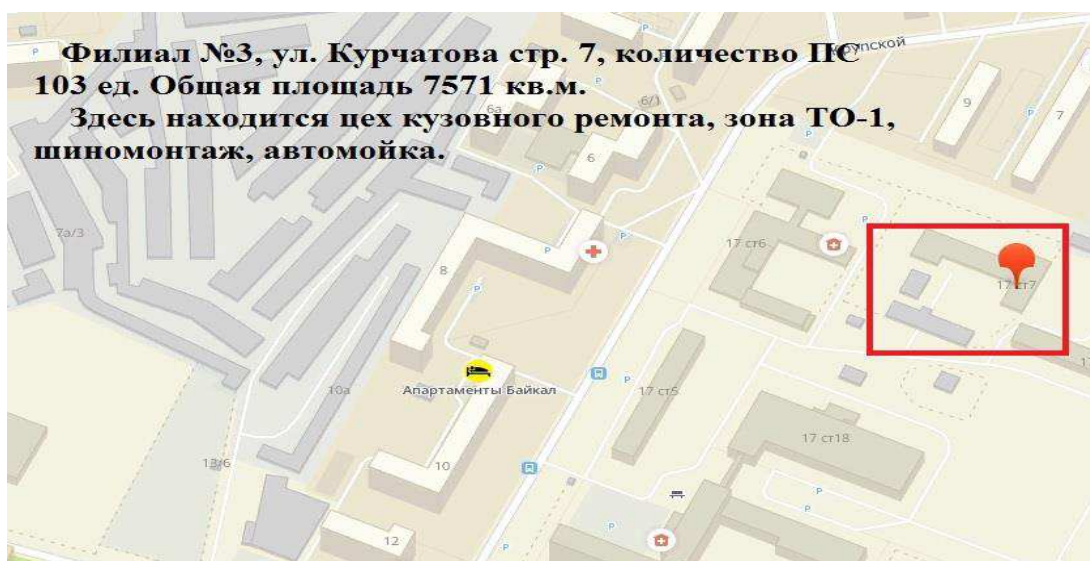 Филиал №3, ул. Курчатова стр. 7, количество ПС
103 ед. Общая площадь 7571 кв.м.
Здесь находится цех кузовного ремонта, зона ТО-1,
шиномонтаж, автомойка.
Крупской
P
P
6а
6/1
9
7
6
P
P
7а/3
P
P
17 ст6
8
P
17 ст7
10а
Апартаменты Байкал
P
17 ст5
17 ст18
13/6
10
P
P
P
12
P